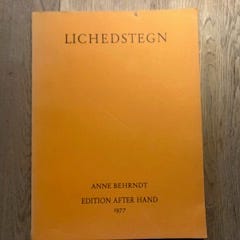 LICHEDSTEGN
ANNE BEHRNDT
EDITION AFTER HAND
1977